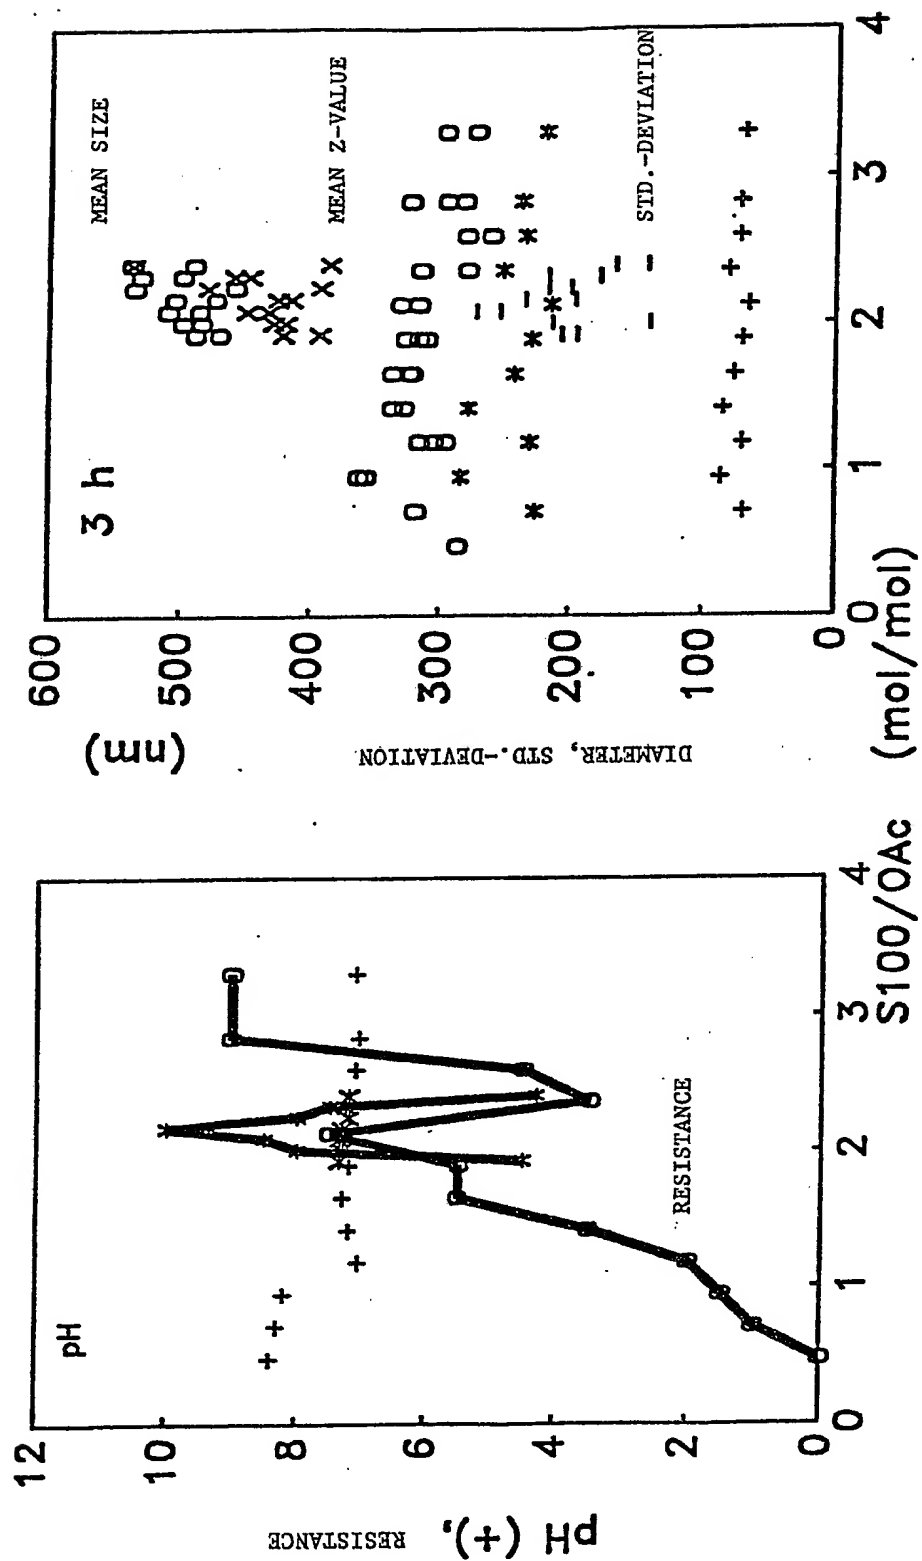 12
10
8
6
4
2
0
pH (+), RESISTANCE
pH
RESISTANCE
0
1
2
3
4
S100/OAc (mol/mol)
600
500
400
300
200
100
0
(nm)
DIAMETER, STD.-DEVIATION
3 h
MEAN SIZE
MEAN Z-VALUE
STD.-DEVIATION
0
1
2
3
4